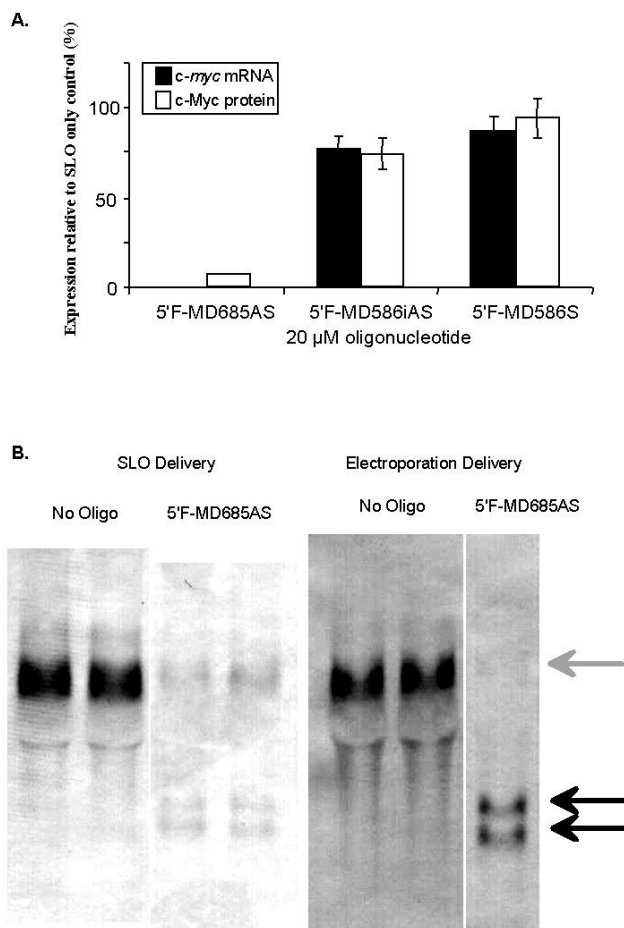 A.
Expression relative to SLO only control (%)
c-myc mRNA
c-Myc protein
100
50
0
5'F-MD685AS 5'F-MD586iAS 5'F-MD586S
20 µM oligonucleotide
B.
SLO Delivery Electroporation Delivery
No Oligo 5'F-MD685AS No Oligo 5'F-MD685AS